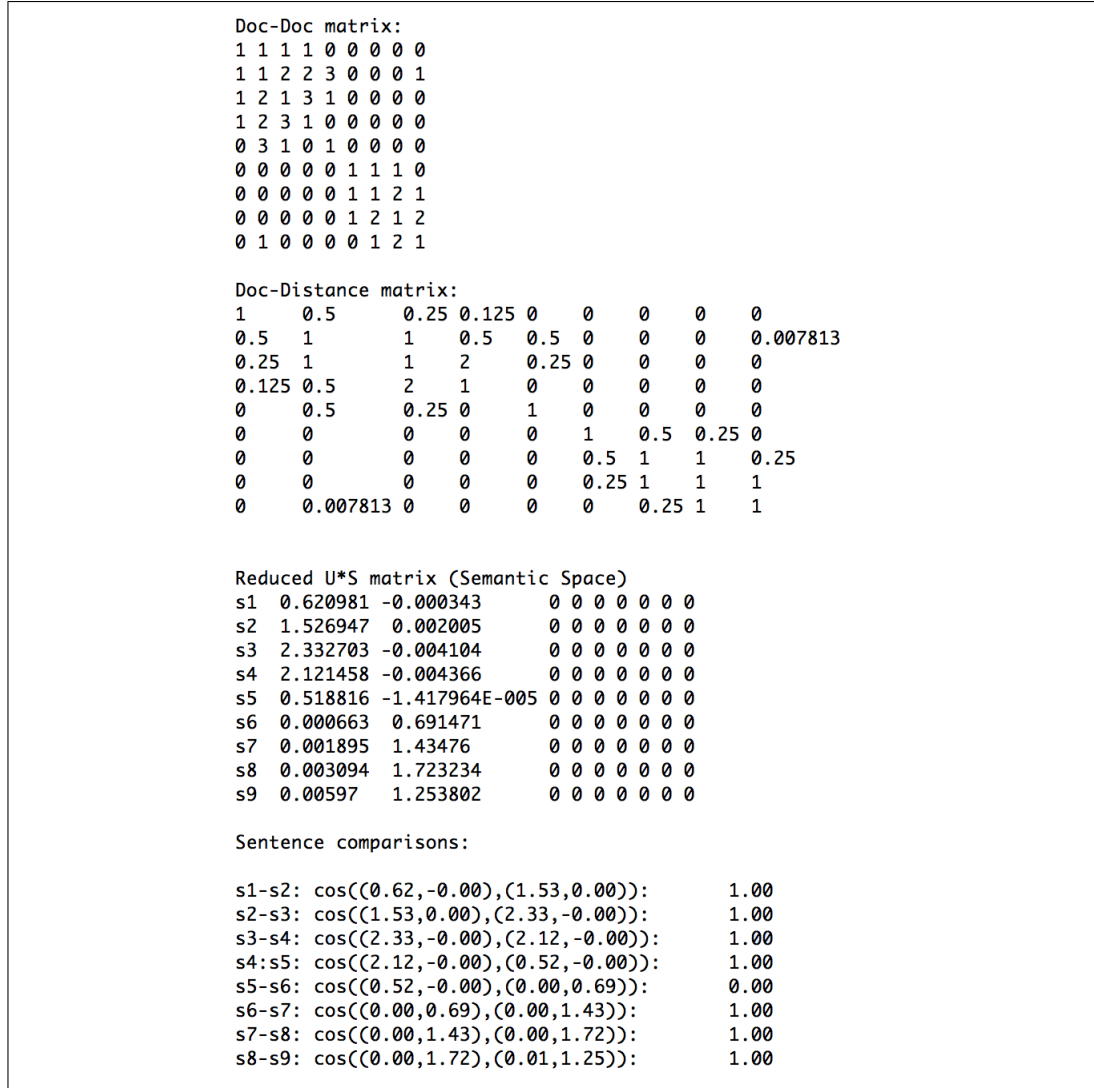 Doc-Doc matrix:
1 1 1 1 0 0 0 0 0
1 1 2 2 3 0 0 0 1
1 2 1 3 1 0 0 0 0
1 2 3 1 0 0 0 0 0
0 3 1 0 1 0 0 0 0
0 0 0 0 0 1 1 1 0
0 0 0 0 0 1 1 2 1
0 0 0 0 0 1 2 1 2
0 1 0 0 0 0 1 2 1
Doc-Distance matrix:
1 0.5 0.25 0.125 0 0 0 0 0
0.5 1 1 0.5 0.5 0 0 0 0.007813
0.25 1 1 2 0.25 0 0 0 0
0.125 0.5 2 1 0 0 0 0 0
0 0.5 0.25 0 1 0 0 0 0
0 0 0 0 0 1 0.5 0.25 0
0 0 0 0 0 0.5 1 1 0.25
0 0 0 0 0 0.25 1 1 1
0 0.007813 0 0 0 0 0.25 1 1
Reduced U*S matrix (Semantic Space)
s1 0.620981 -0.000343 0 0 0 0 0 0 0
s2 1.526947 0.002005 0 0 0 0 0 0 0
s3 2.332703 -0.004104 0 0 0 0 0 0 0
s4 2.121458 -0.004366 0 0 0 0 0 0 0
s5 0.518816 -1.417964E-005 0 0 0 0 0 0 0
s6 0.000663 0.691471 0 0 0 0 0 0 0
s7 0.001895 1.43476 0 0 0 0 0 0 0
s8 0.003094 1.723234 0 0 0 0 0 0 0
s9 0.00597 1.253802 0 0 0 0 0 0 0
Sentence comparisons:
s1-s2: cos((0.62,-0.00),(1.53,0.00)): 1.00
s2-s3: cos((1.53,0.00),(2.33,-0.00)): 1.00
s3-s4: cos((2.33,-0.00),(2.12,-0.00)): 1.00
s4:s5: cos((2.12,-0.00),(0.52,-0.00)): 1.00
s5-s6: cos((0.52,-0.00),(0.00,0.69)): 0.00
s6-s7: cos((0.00,0.69),(0.00,1.43)): 1.00
s7-s8: cos((0.00,1.43),(0.00,1.72)): 1.00
s8-s9: cos((0.00,1.72),(0.01,1.25)): 1.00